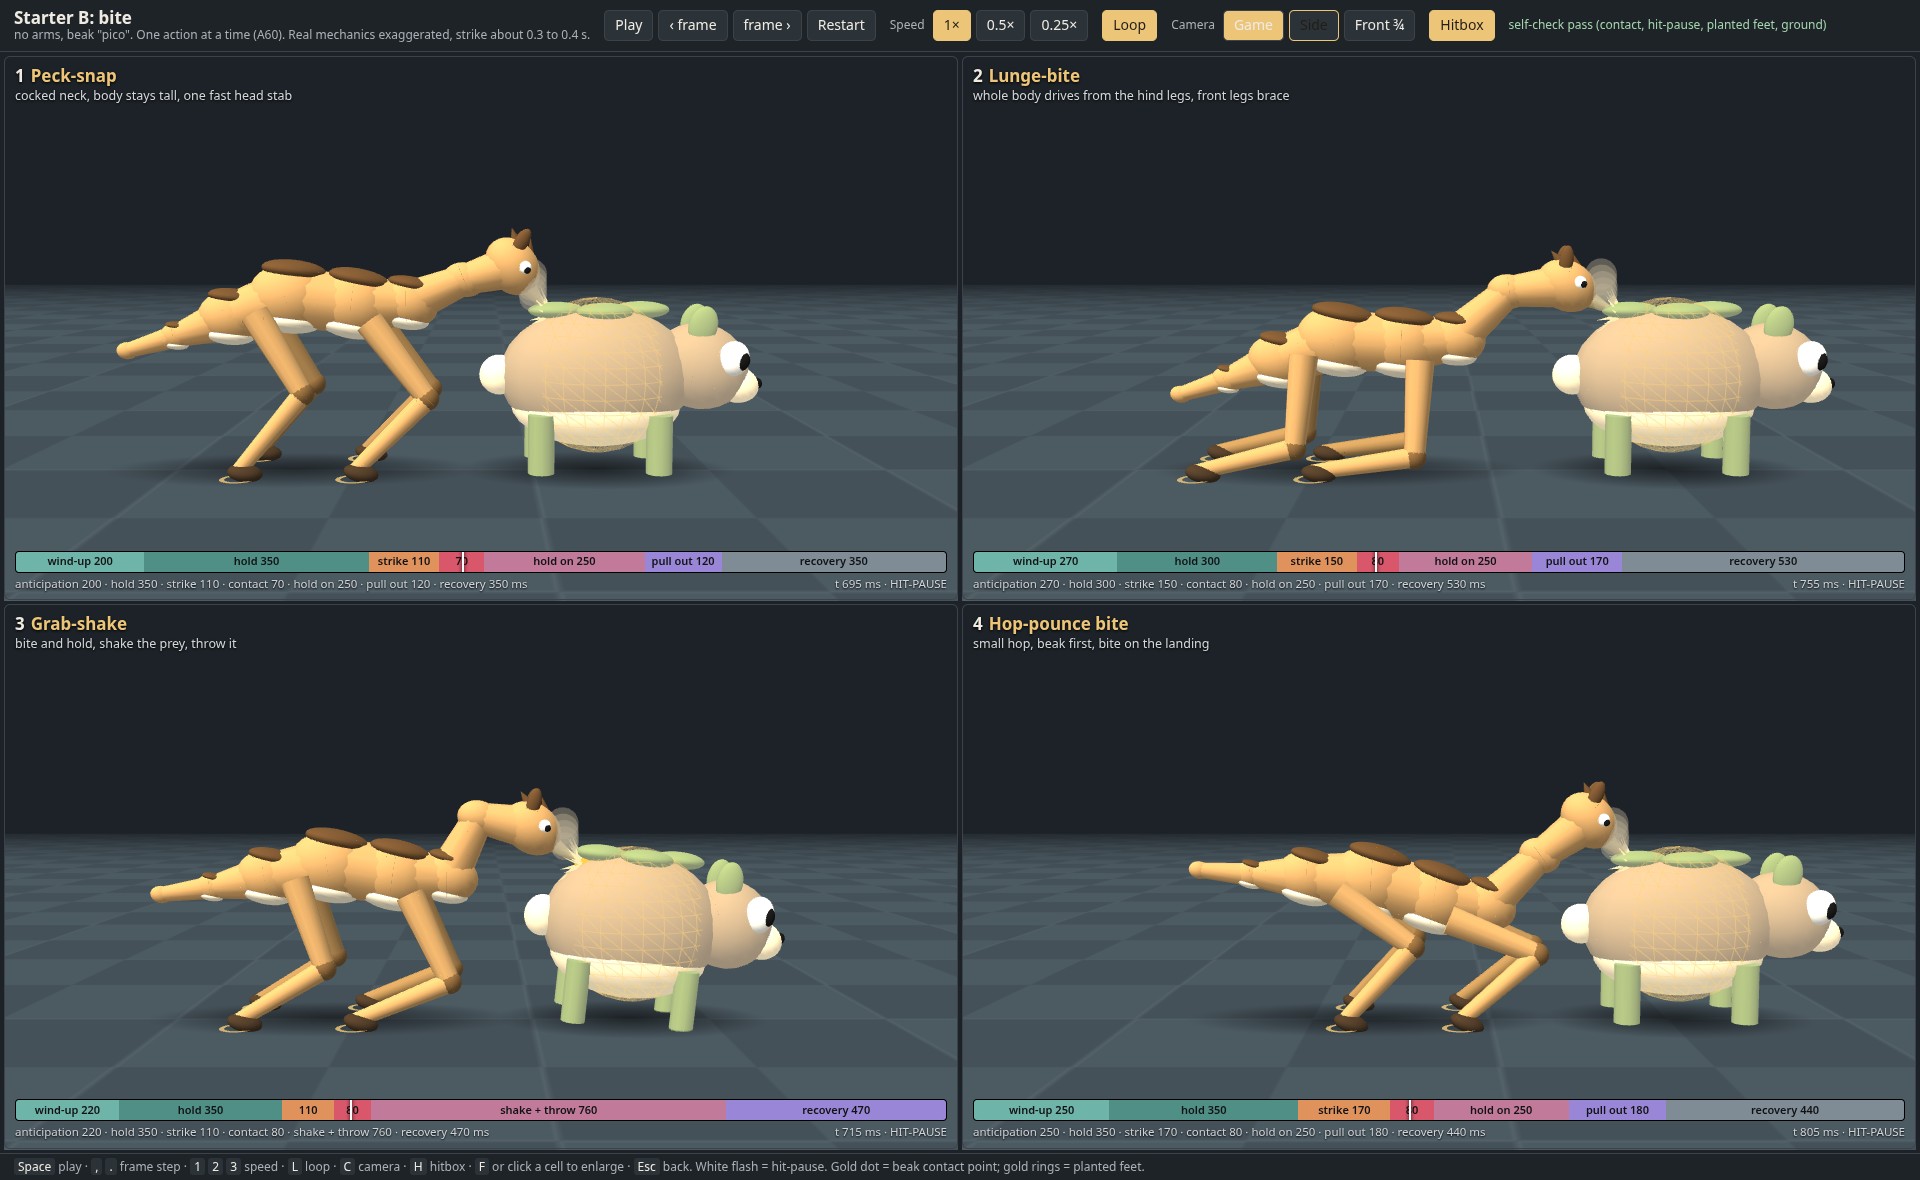 Starter B: bite
no arms, beak "pico". One action at a time (A60). Real mechanics exaggerated, strike about 0.3 to 0.4 s.
Play ‹ frame frame › Restart Speed 1× 0.5× 0.25× Loop Camera Game Side Front ¾ Hitbox self-check pass (contact, hit-pause, planted feet, ground)
1 Peck-snap
cocked neck, body stays tall, one fast head stab
wind-up 200 hold 350 strike 110 70 hold on 250 pull out 120 recovery 350
anticipation 200 · hold 350 · strike 110 · contact 70 · hold on 250 · pull out 120 · recovery 350 ms t 695 ms · HIT-PAUSE
2 Lunge-bite
whole body drives from the hind legs, front legs brace
wind-up 270 hold 300 strike 150 80 hold on 250 pull out 170 recovery 530
anticipation 270 · hold 300 · strike 150 · contact 80 · hold on 250 · pull out 170 · recovery 530 ms t 755 ms · HIT-PAUSE
3 Grab-shake
bite and hold, shake the prey, throw it
wind-up 220 hold 350 110 80 shake + throw 760 recovery 470
anticipation 220 · hold 350 · strike 110 · contact 80 · shake + throw 760 · recovery 470 ms t 715 ms · HIT-PAUSE
4 Hop-pounce bite
small hop, beak first, bite on the landing
wind-up 250 hold 350 strike 170 80 hold on 250 pull out 180 recovery 440
anticipation 250 · hold 350 · strike 170 · contact 80 · hold on 250 · pull out 180 · recovery 440 ms t 805 ms · HIT-PAUSE
Space play · , . frame step · 1 2 3 speed · L loop · C camera · H hitbox · F or click a cell to enlarge · Esc back. White flash = hit-pause. Gold dot = beak contact point; gold rings = planted feet.